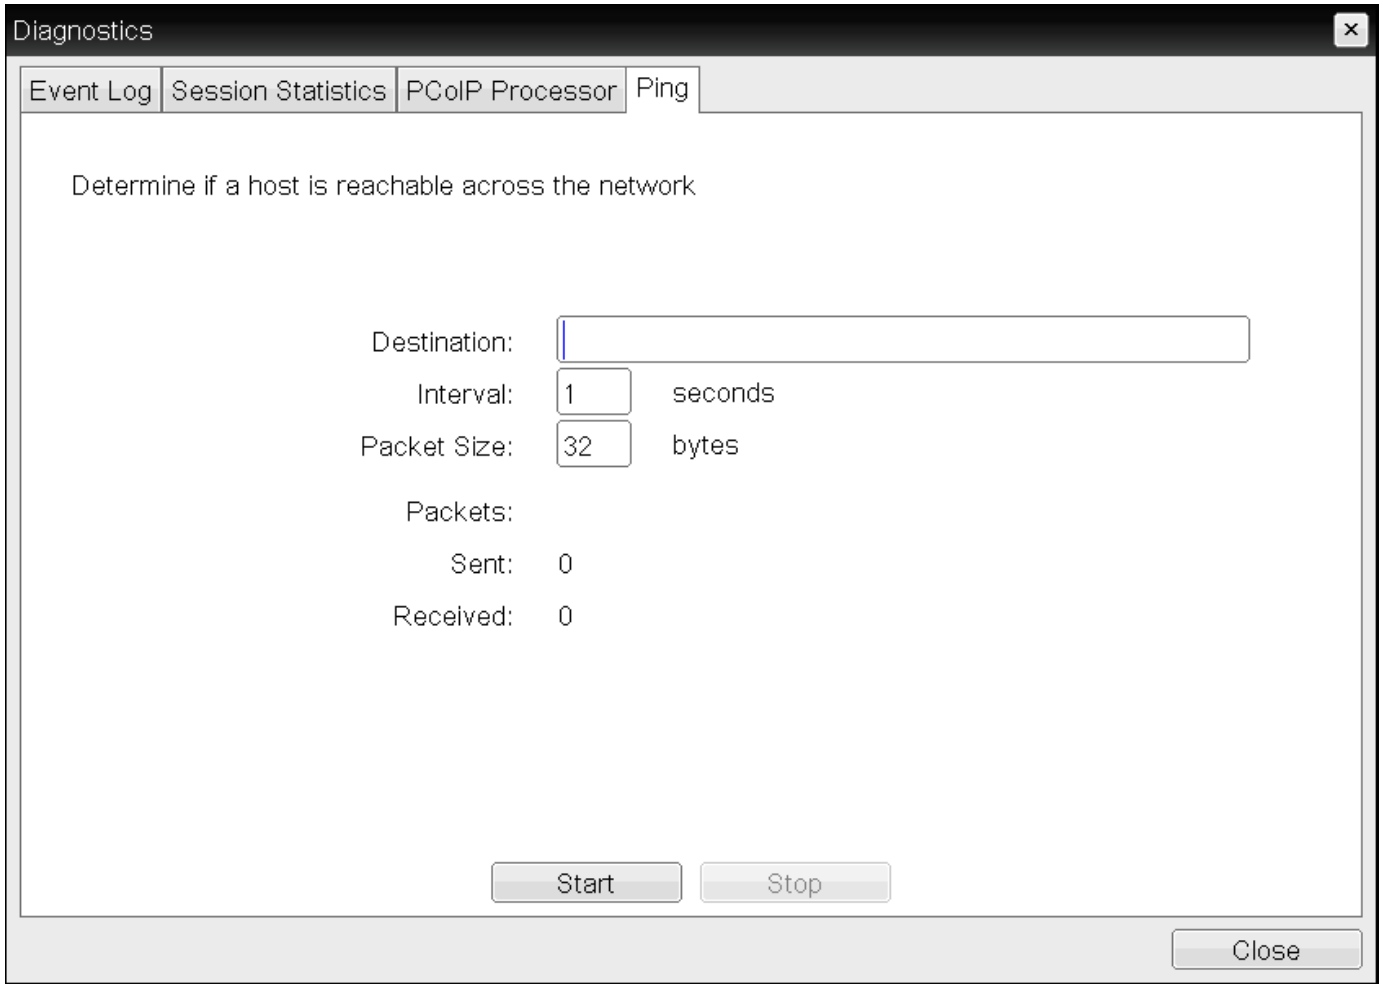 Diagnostics
Event Log Session Statistics PCoIP Processor Ping
Determine if a host is reachable across the network
Destination:
Interval: 1 seconds
Packet Size: 32 bytes
Packets:
Sent: 0
Received: 0
Start Stop
Close